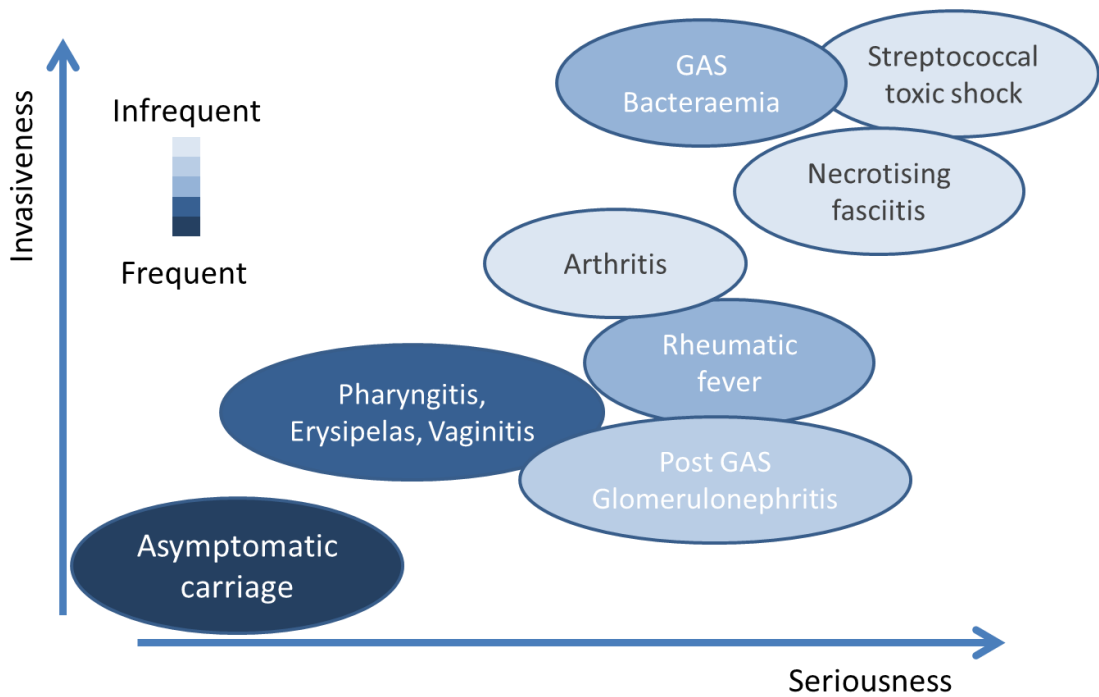 Invasiveness
Infrequent
Frequent
GAS
Bacteraemia
Streptococcal
toxic shock
Necrotising
fasciitis
Arthritis
Rheumatic
fever
Pharyngitis,
Erysipelas, Vaginitis
Post GAS
Glomerulonephritis
Asymptomatic
carriage
Seriousness